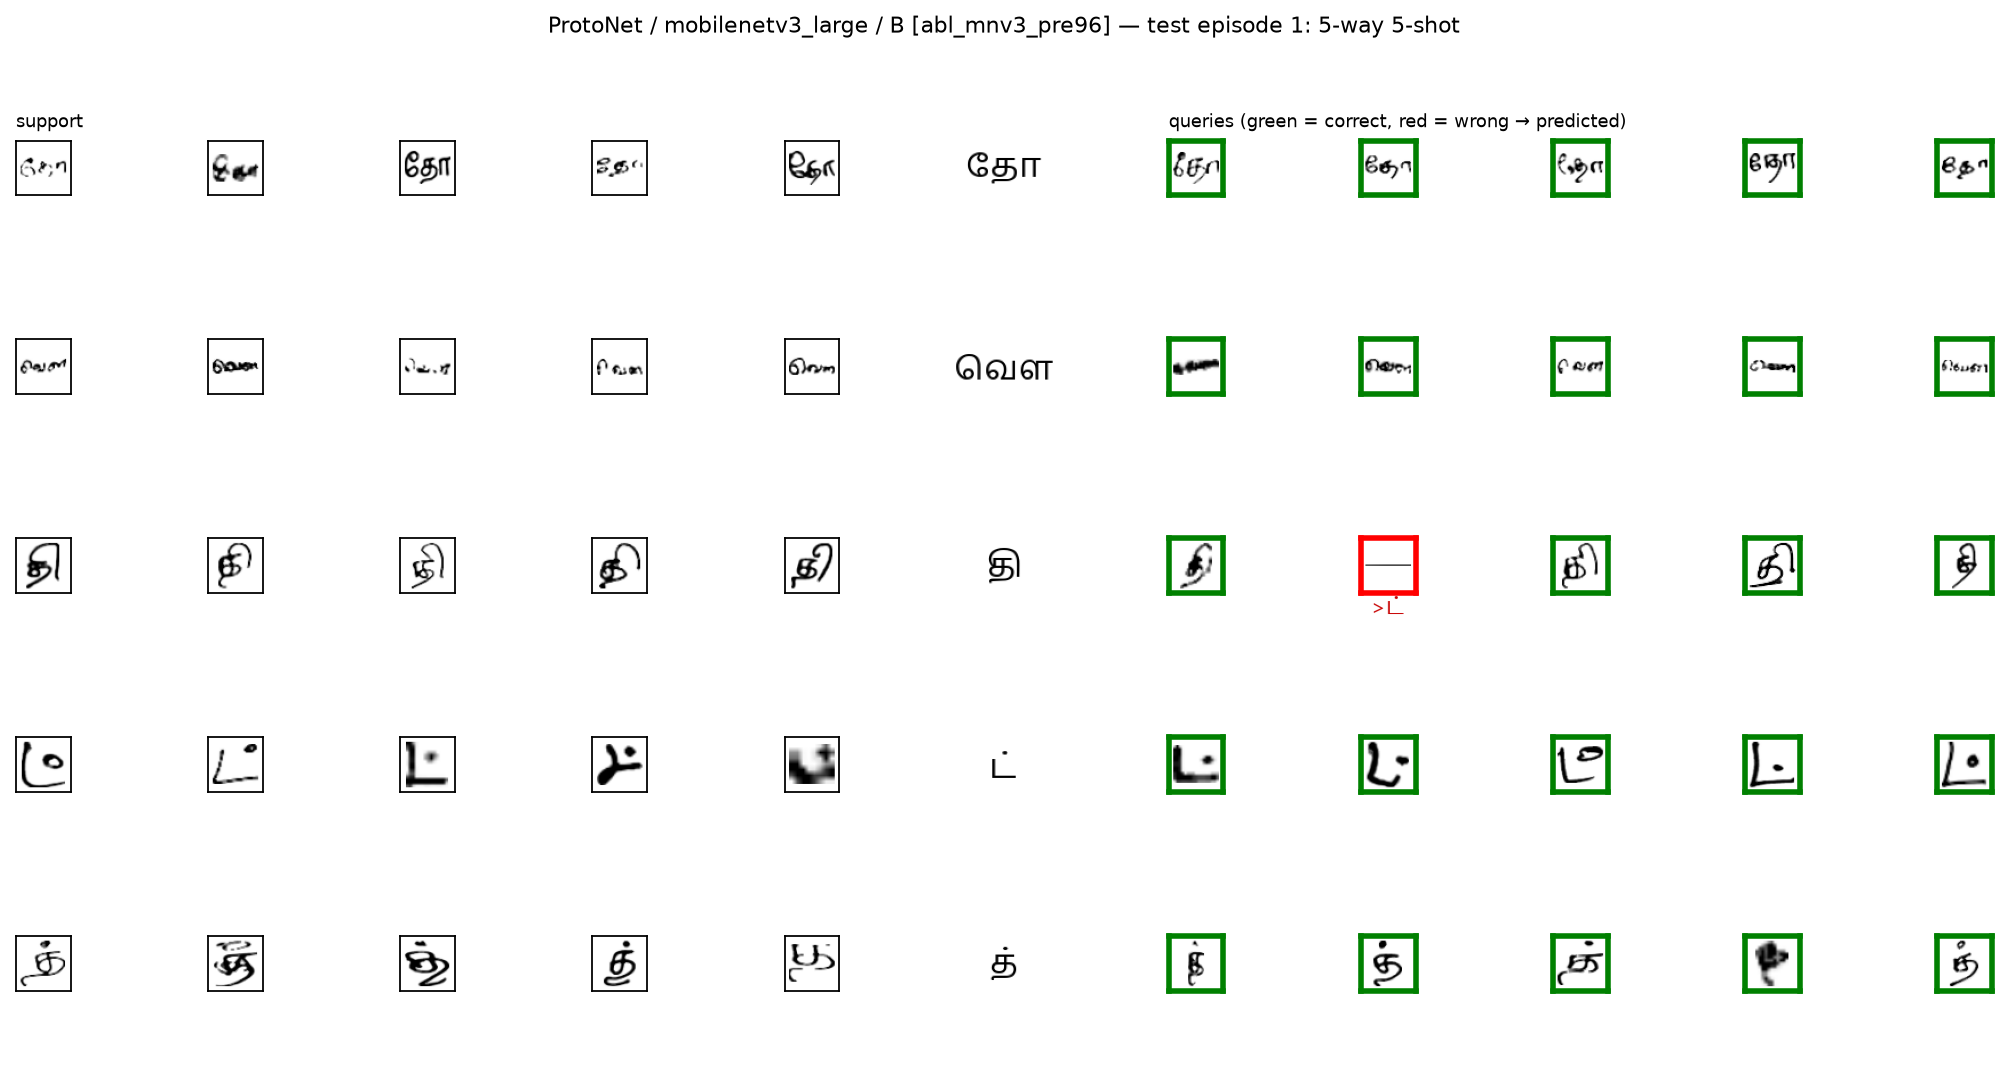 ProtoNet / mobilenetv3_large / B [abl_mnv3_pre96] — test episode 1: 5-way 5-shot
support queries (green = correct, red = wrong → predicted)
தோ தோ தோ தோ தோ தோ தோ தோ தோ தோ தோ
வௌ வௌ வௌ வௌ வௌ வௌ வௌ வௌ வௌ வௌ
தி தி தி தி தி தி தி தி தி தி
>ட்
ட் ட் ட் ட் ட் ட் ட் ட் ட் ட் ட்
த் த் த் த் த் த் த் த் த்